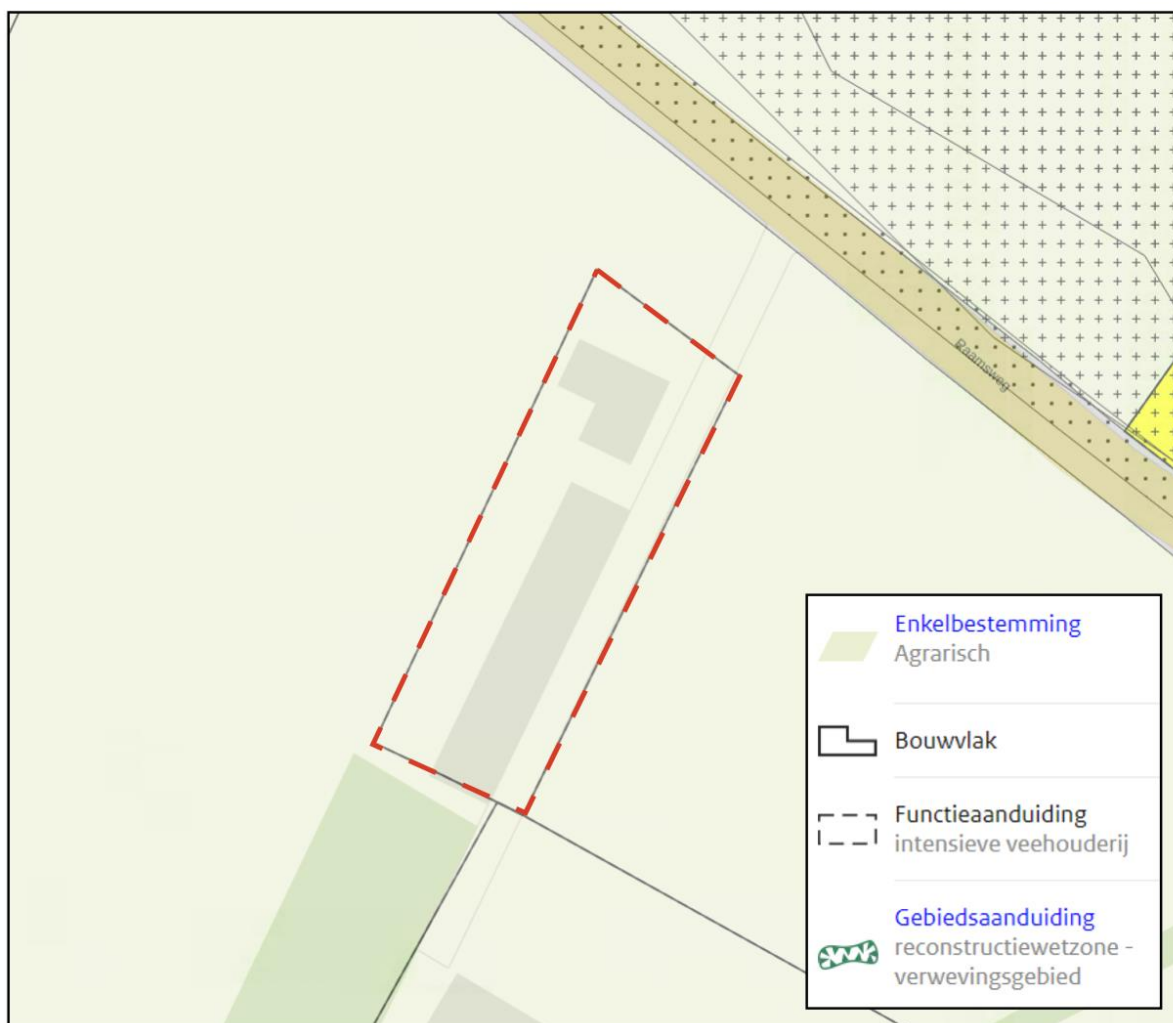 Raamsweg
Enkelbestemming
Agrarisch
Bouwvlak
Functieaanduiding
intensieve veehouderij
Gebiedsaanduiding
reconstructiewetzone -
verwevingsgebied